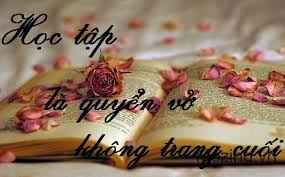 Học tập
là quyển vở
không trang cuối